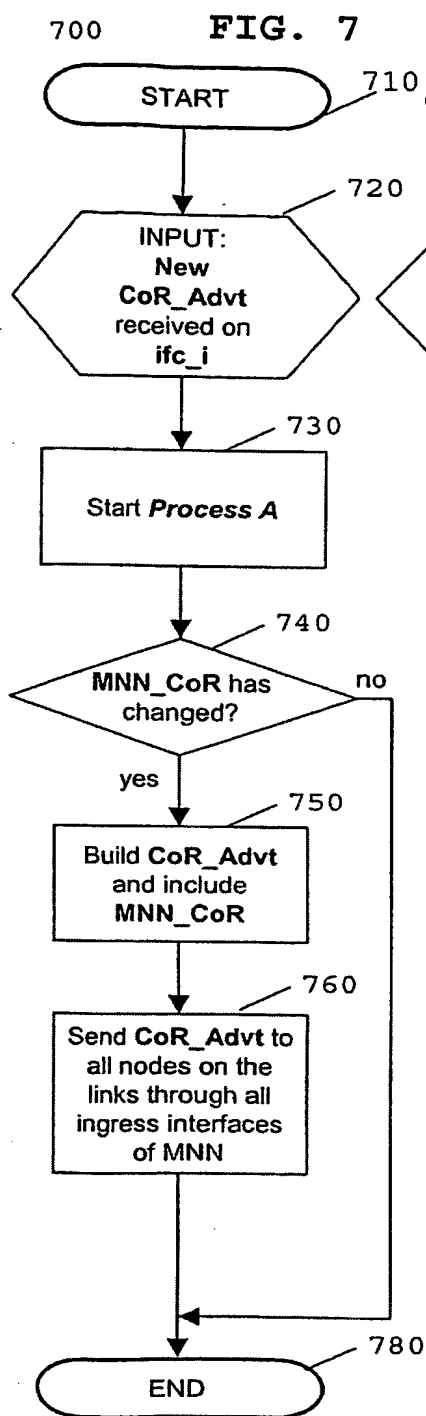 700 FIG. 7
START
710
720
INPUT:
New
CoR_Advt
received on
ifc_i
730
Start Process A
740
MNN_CoR has
changed?
no
yes
750
Build CoR_Advt
and include
MNN_CoR
760
Send CoR_Advt to
all nodes on the
links through all
ingress interfaces
of MNN
780
END